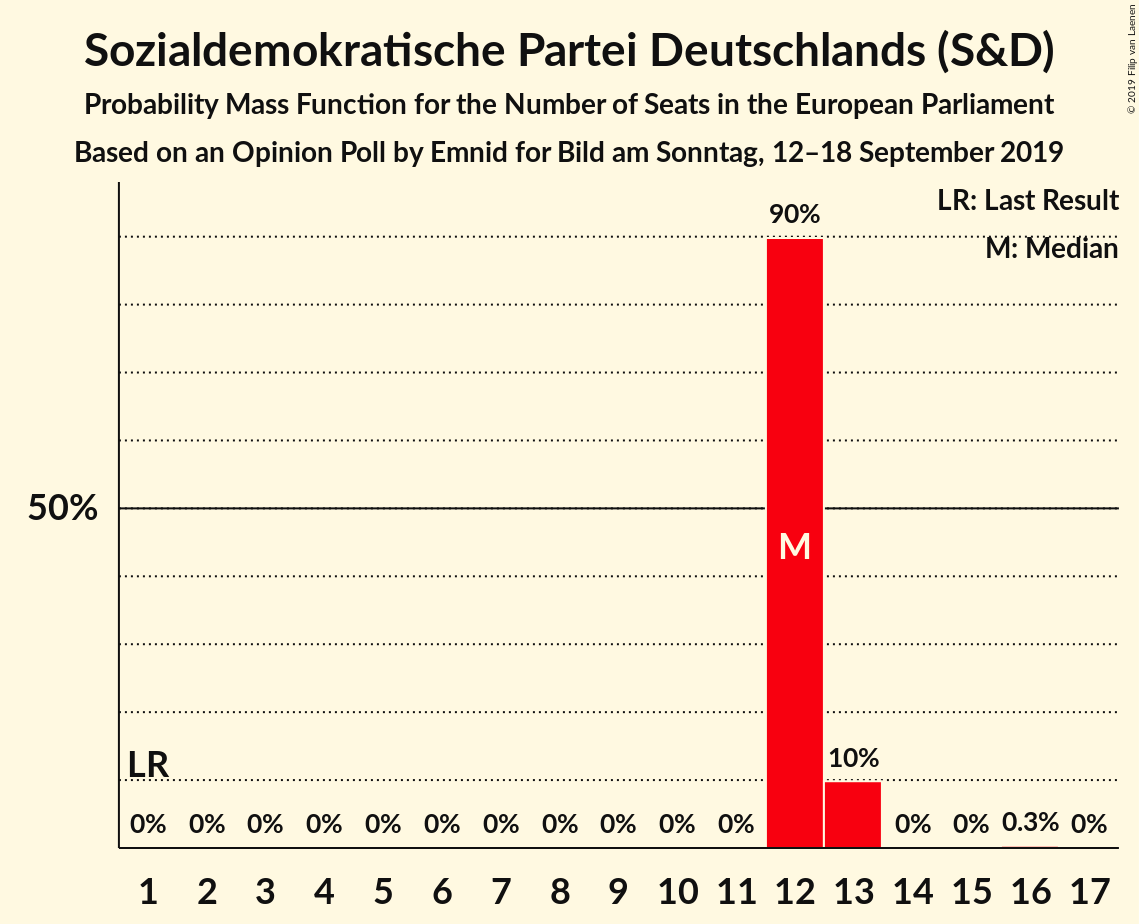 Sozialdemokratische Partei Deutschlands (S&D)
Probability Mass Function for the Number of Seats in the European Parliament
Based on an Opinion Poll by Emnid for Bild am Sonntag, 12–18 September 2019
© 2019 Filip van Laenen
LR: Last Result
M: Median
90%
50%
M
LR
10%
0% 0% 0% 0% 0% 0% 0% 0% 0% 0% 0% 0% 0% 0.3% 0%
1 2 3 4 5 6 7 8 9 10 11 12 13 14 15 16 17